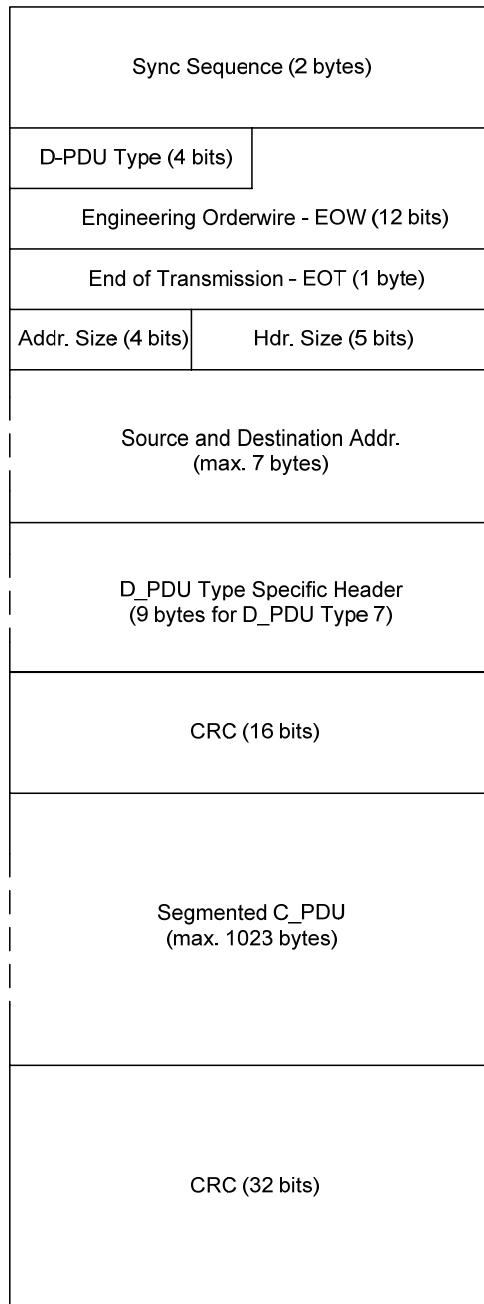 Sync Sequence (2 bytes)
D-PDU Type (4 bits)
Engineering Orderwire - EOW (12 bits)
End of Transmission - EOT (1 byte)
Addr. Size (4 bits) Hdr. Size (5 bits)
Source and Destination Addr.
(max. 7 bytes)
D_PDU Type Specific Header
(9 bytes for D_PDU Type 7)
CRC (16 bits)
Segmented C_PDU
(max. 1023 bytes)
CRC (32 bits)